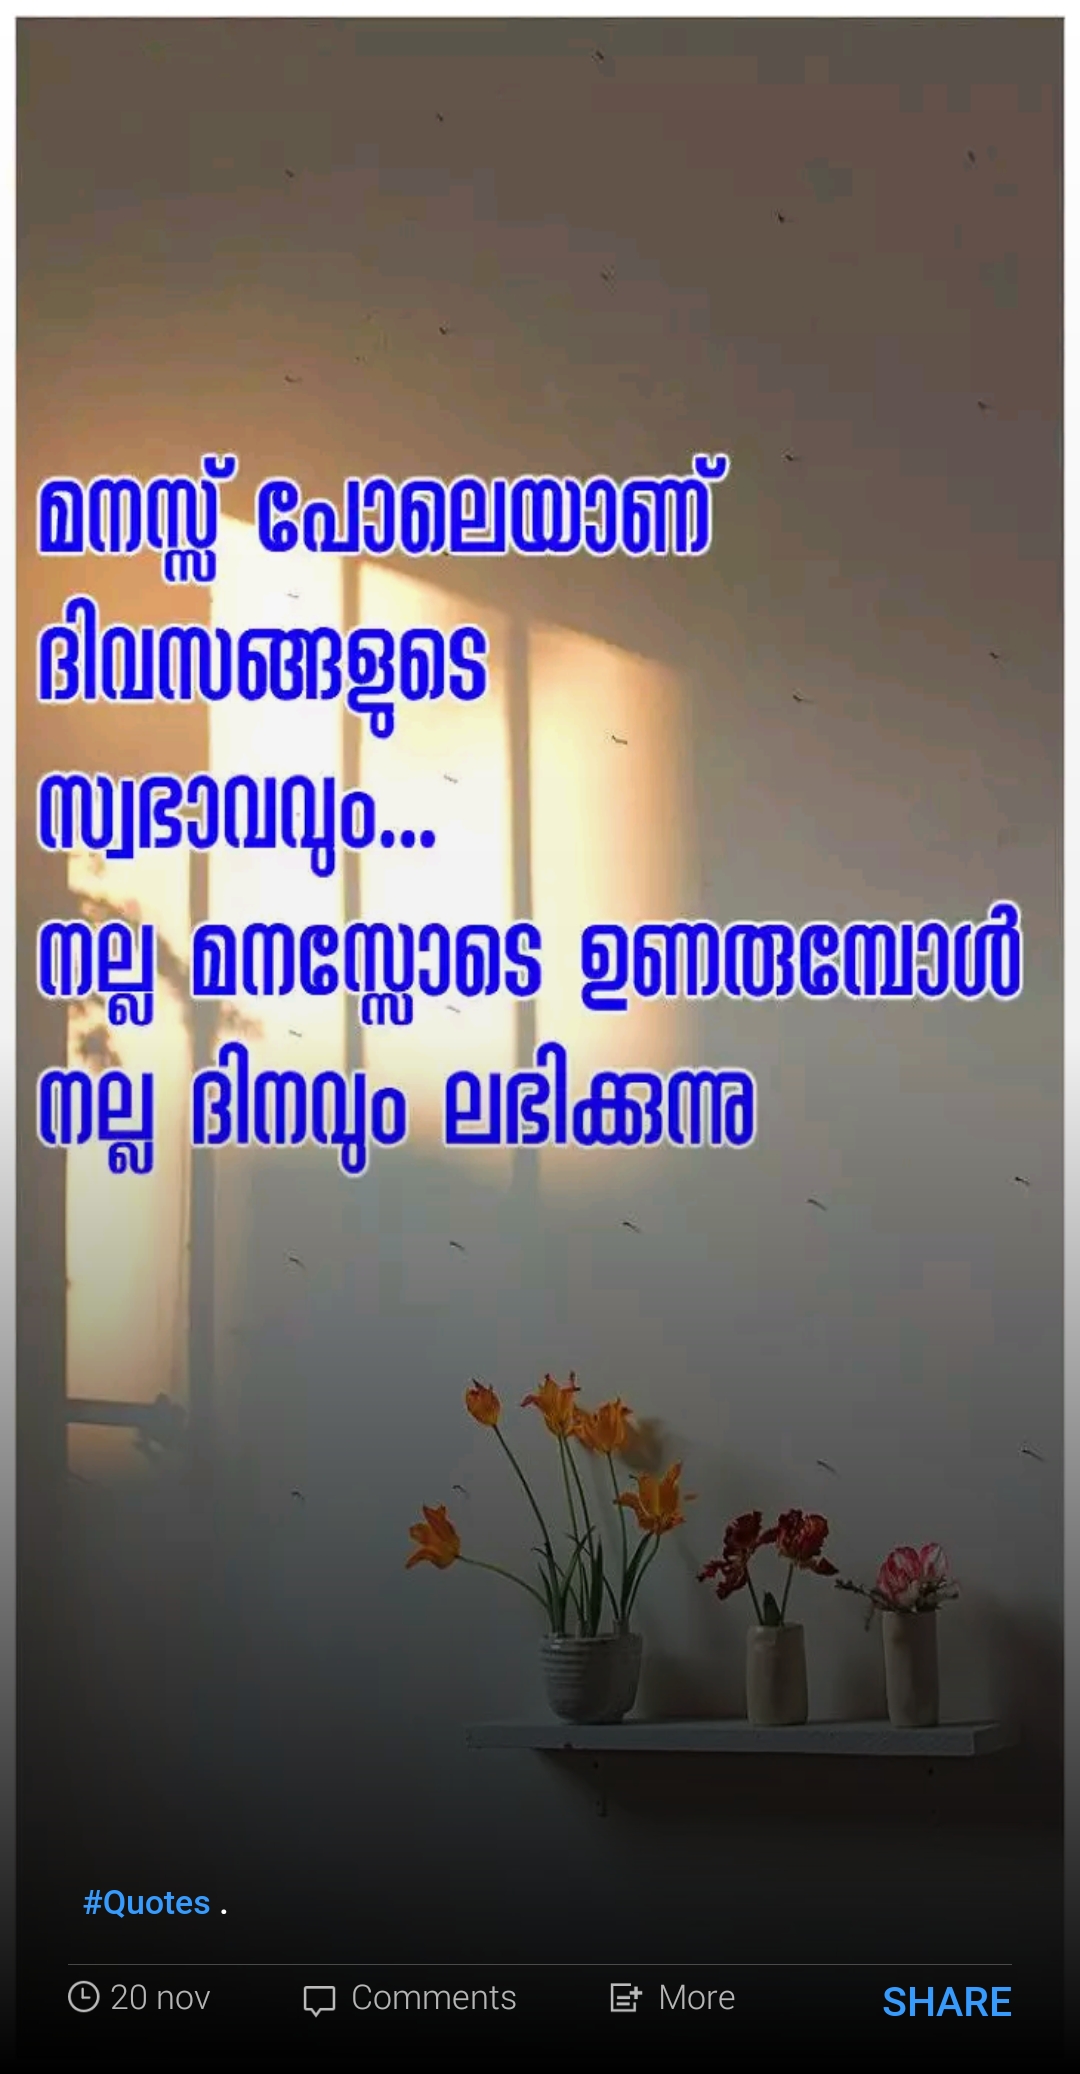 മനസ്സ് പോലെയാണ്
ദിവസങ്ങളുടെ
സ്വഭാവവും...
നല്ല മനസ്സോടെ ഉണരുമ്പോൾ
നല്ല ദിനവും ലഭിക്കുന്നു
#Quotes .
20 nov Comments More SHARE